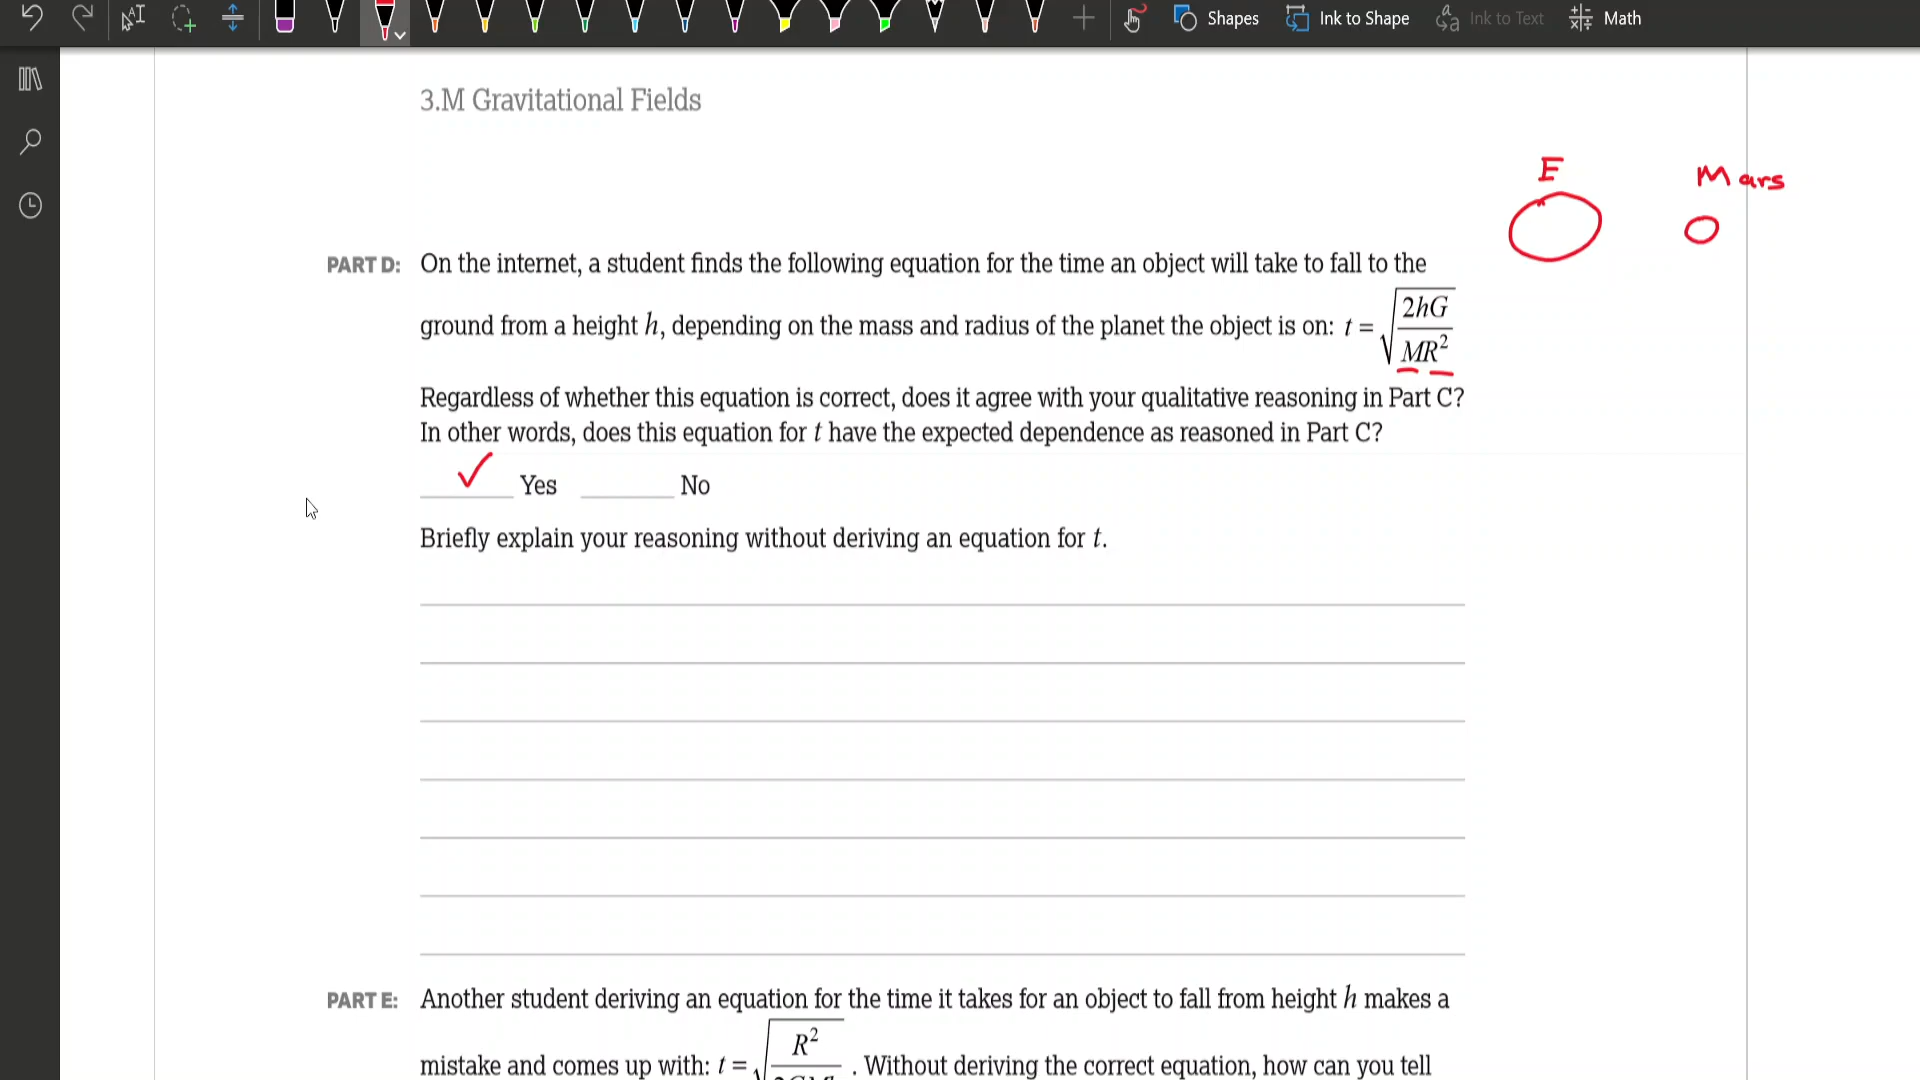 Shapes Ink to Shape Ink to Text Math
3.M Gravitational Fields
E Mars
PART D: On the internet, a student finds the following equation for the time an object will take to fall to the
ground from a height h, depending on the mass and radius of the planet the object is on: t = √(2hG/MR²)
Regardless of whether this equation is correct, does it agree with your qualitative reasoning in Part C?
In other words, does this equation for t have the expected dependence as reasoned in Part C?
✓ Yes ____ No
Briefly explain your reasoning without deriving an equation for t.
PART E: Another student deriving an equation for the time it takes for an object to fall from height h makes a
R²
mistake and comes up with: t = √ . Without deriving the correct equation, how can you tell